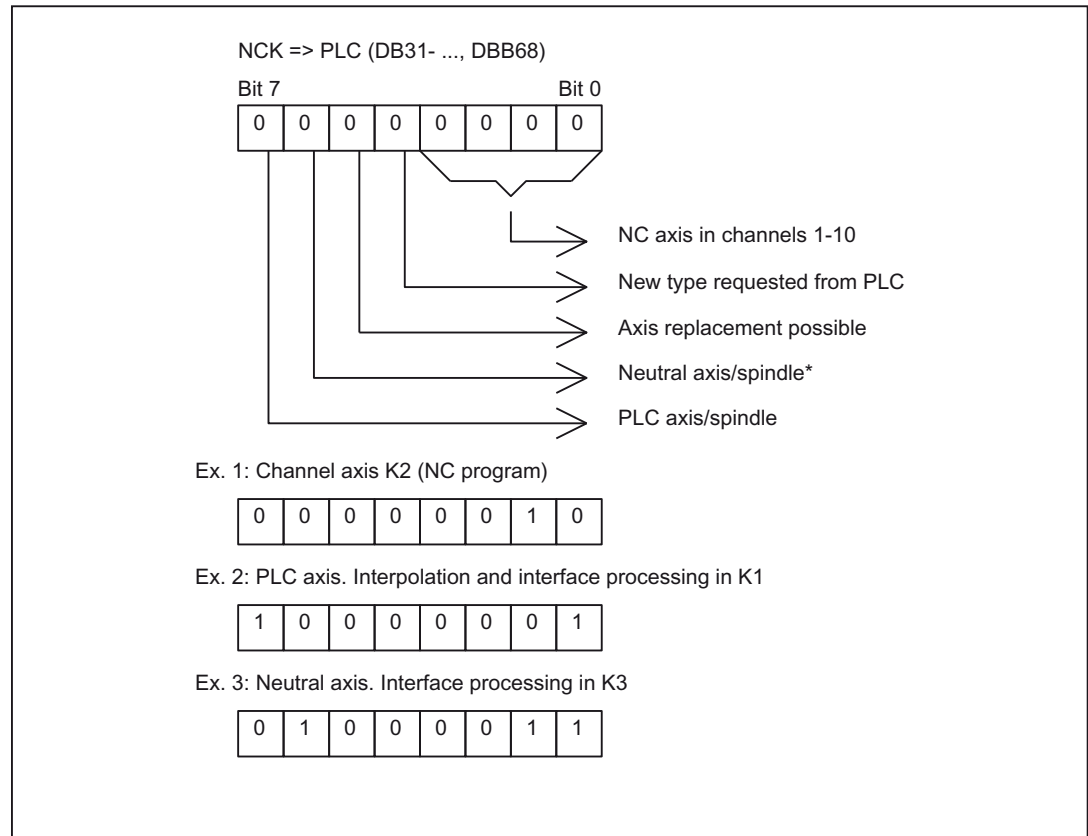 NCK => PLC (DB31- ..., DBB68)
Bit 7 Bit 0
0 0 0 0 0 0 0 0
NC axis in channels 1-10
New type requested from PLC
Axis replacement possible
Neutral axis/spindle*
PLC axis/spindle
Ex. 1: Channel axis K2 (NC program)
0 0 0 0 0 0 1 0
Ex. 2: PLC axis. Interpolation and interface processing in K1
1 0 0 0 0 0 0 1
Ex. 3: Neutral axis. Interface processing in K3
0 1 0 0 0 0 1 1